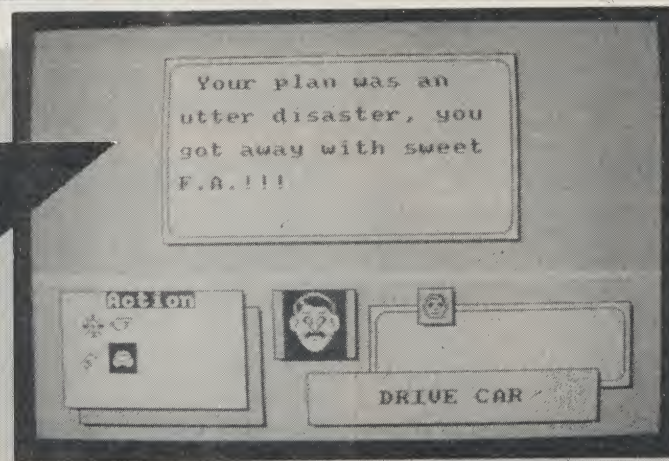 Your plan was an
utter disaster, you
got away with sweet
F.A.!!!
Action
DRIVE CAR